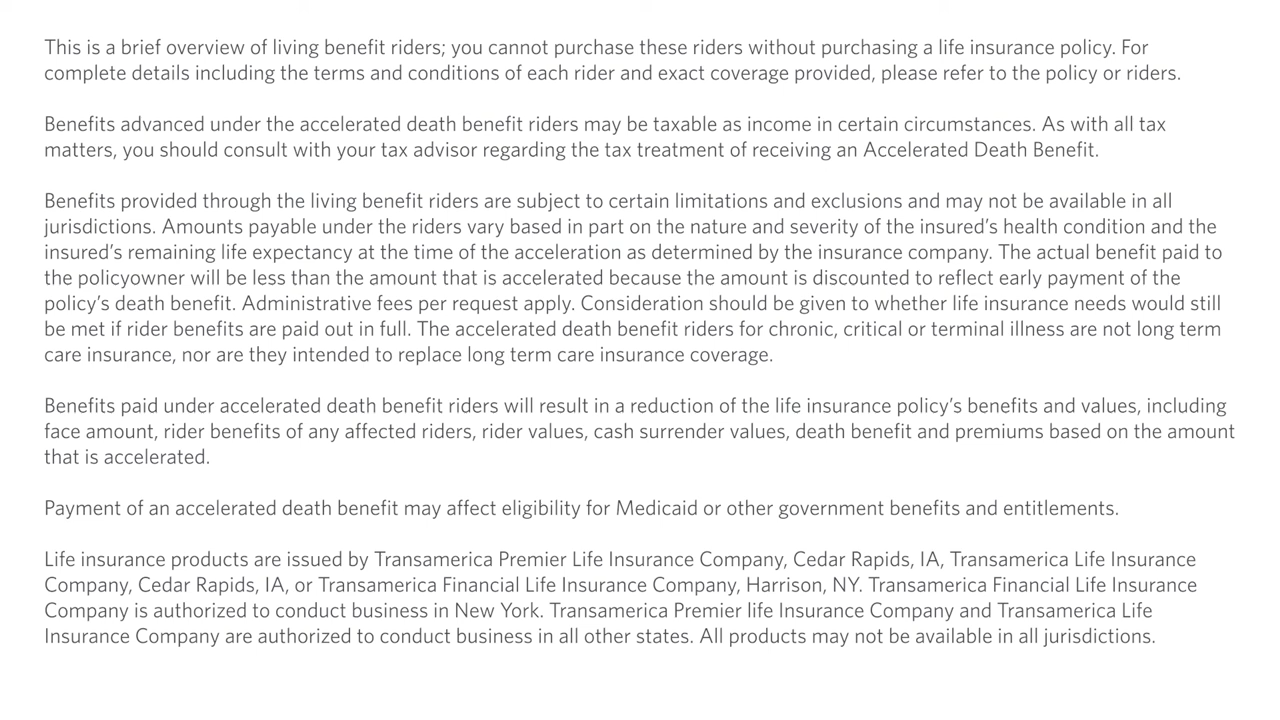 This is a brief overview of living benefit riders; you cannot purchase these riders without purchasing a life insurance policy. For
complete details including the terms and conditions of each rider and exact coverage provided, please refer to the policy or riders.
Benefits advanced under the accelerated death benefit riders may be taxable as income in certain circumstances. As with all tax
matters, you should consult with your tax advisor regarding the tax treatment of receiving an Accelerated Death Benefit.
Benefits provided through the living benefit riders are subject to certain limitations and exclusions and may not be available in all
jurisdictions. Amounts payable under the riders vary based in part on the nature and severity of the insured’s health condition and the
insured’s remaining life expectancy at the time of the acceleration as determined by the insurance company. The actual benefit paid to
the policyowner will be less than the amount that is accelerated because the amount is discounted to reflect early payment of the
policy’s death benefit. Administrative fees per request apply. Consideration should be given to whether life insurance needs would still
be met if rider benefits are paid out in full. The accelerated death benefit riders for chronic, critical or terminal illness are not long term
care insurance, nor are they intended to replace long term care insurance coverage.
Benefits paid under accelerated death benefit riders will result in a reduction of the life insurance policy’s benefits and values, including
face amount, rider benefits of any affected riders, rider values, cash surrender values, death benefit and premiums based on the amount
that is accelerated.
Payment of an accelerated death benefit may affect eligibility for Medicaid or other government benefits and entitlements.
Life insurance products are issued by Transamerica Premier Life Insurance Company, Cedar Rapids, IA, Transamerica Life Insurance
Company, Cedar Rapids, IA, or Transamerica Financial Life Insurance Company, Harrison, NY. Transamerica Financial Life Insurance
Company is authorized to conduct business in New York. Transamerica Premier life Insurance Company and Transamerica Life
Insurance Company are authorized to conduct business in all other states. All products may not be available in all jurisdictions.